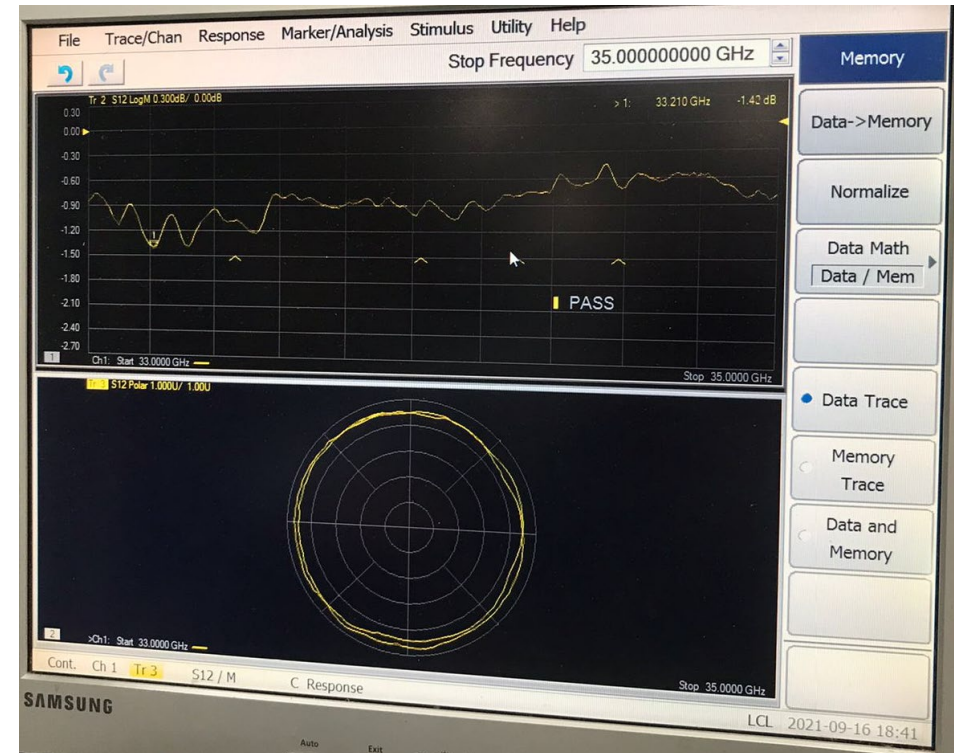 File Trace/Chan Response Marker/Analysis Stimulus Utility Help
Stop Frequency 35.000000000 GHz
Memory
Data->Memory
Normalize
Data Math
Data / Mem
Data Trace
Memory
Trace
Data and
Memory
Tr 2 S12 LogM 0.300dB/ 0.00dB
> 1: 33.210 GHz -1.42 dB
0.30
0.00
-0.30
-0.60
-0.90
-1.20
-1.50
-1.80
-2.10
-2.40
-2.70
1
PASS
1 Ch1: Start 33.0000 GHz
Stop 35.0000 GHz
Tr 3 S12 Polar 1.000U/ 1.00U
2 >Ch1: Start 33.0000 GHz
Stop 35.0000 GHz
Cont. Ch 1 Tr 3 S12 / M C Response
LCL 2021-09-16 18:41
SAMSUNG
Auto Exit